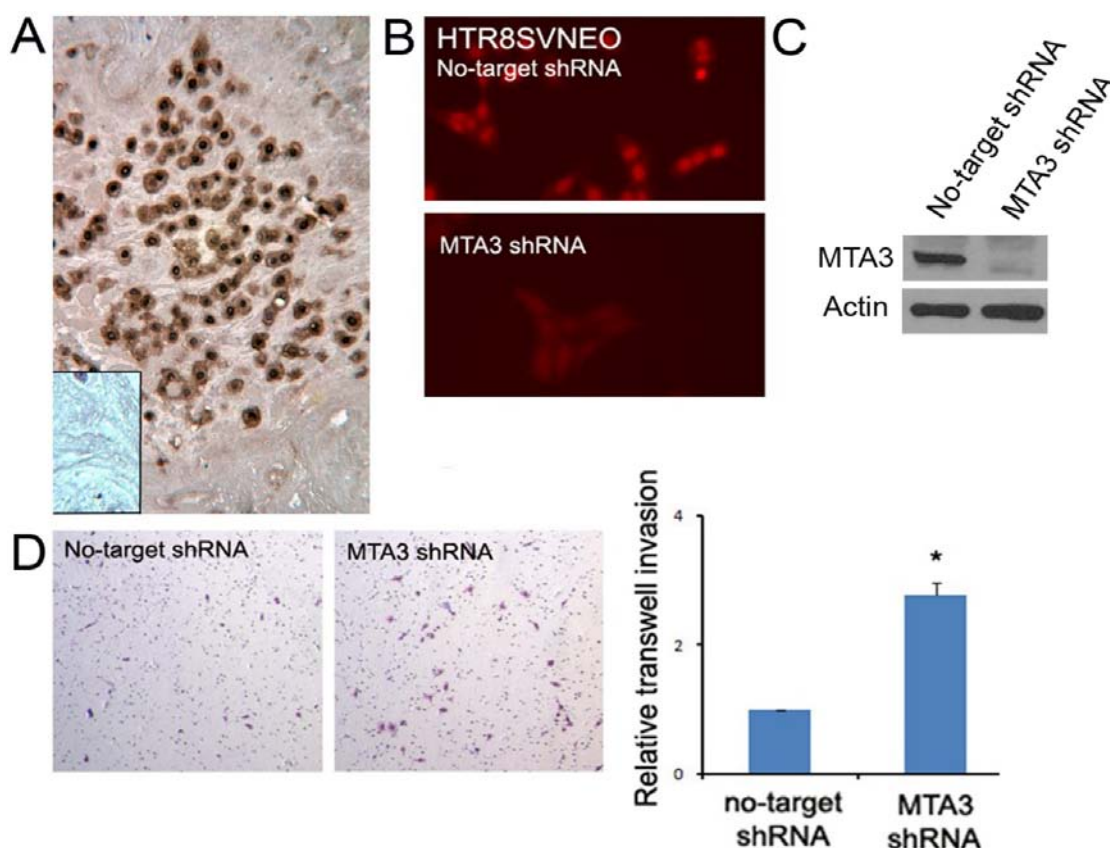 A
B
HTR8SVNEO
No-target shRNA
MTA3 shRNA
C
No-target shRNA
MTA3 shRNA
MTA3
Actin
D
No-target shRNA
MTA3 shRNA
Relative transwell invasion
4
*
2
0
no-target
shRNA
MTA3
shRNA